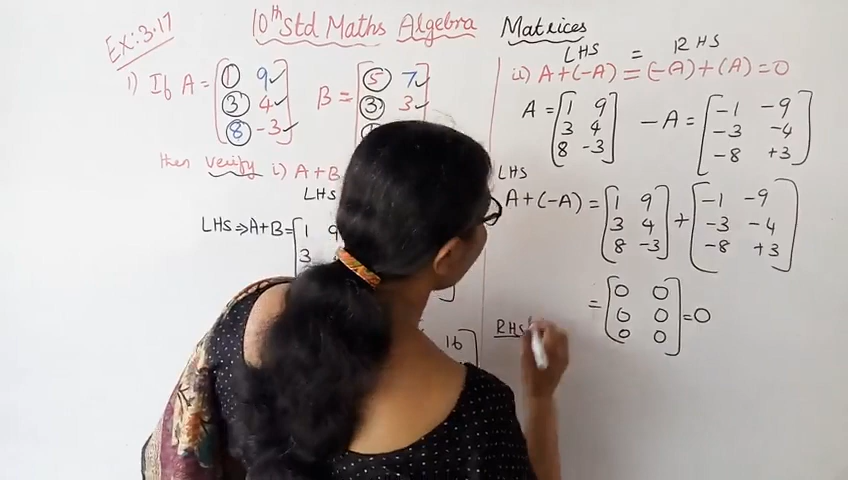 10th Std Maths Algebra Matrices
Ex: 3.17
1) If A = [1 9
3 4
8 -3]
B = [5 7
3 3
then verify i) A+B
LHS
LHS ⇒ A+B = [1 9
3
16
LHS = RHS
ii) A+(-A) = (-A)+(A) = 0
A = [1 9
3 4
8 -3]
-A = [-1 -9
-3 -4
-8 +3]
LHS
A+(-A) = [1 9
3 4
8 -3] + [-1 -9
-3 -4
-8 +3]
= [0 0
0 0
0 0] = 0
RHS